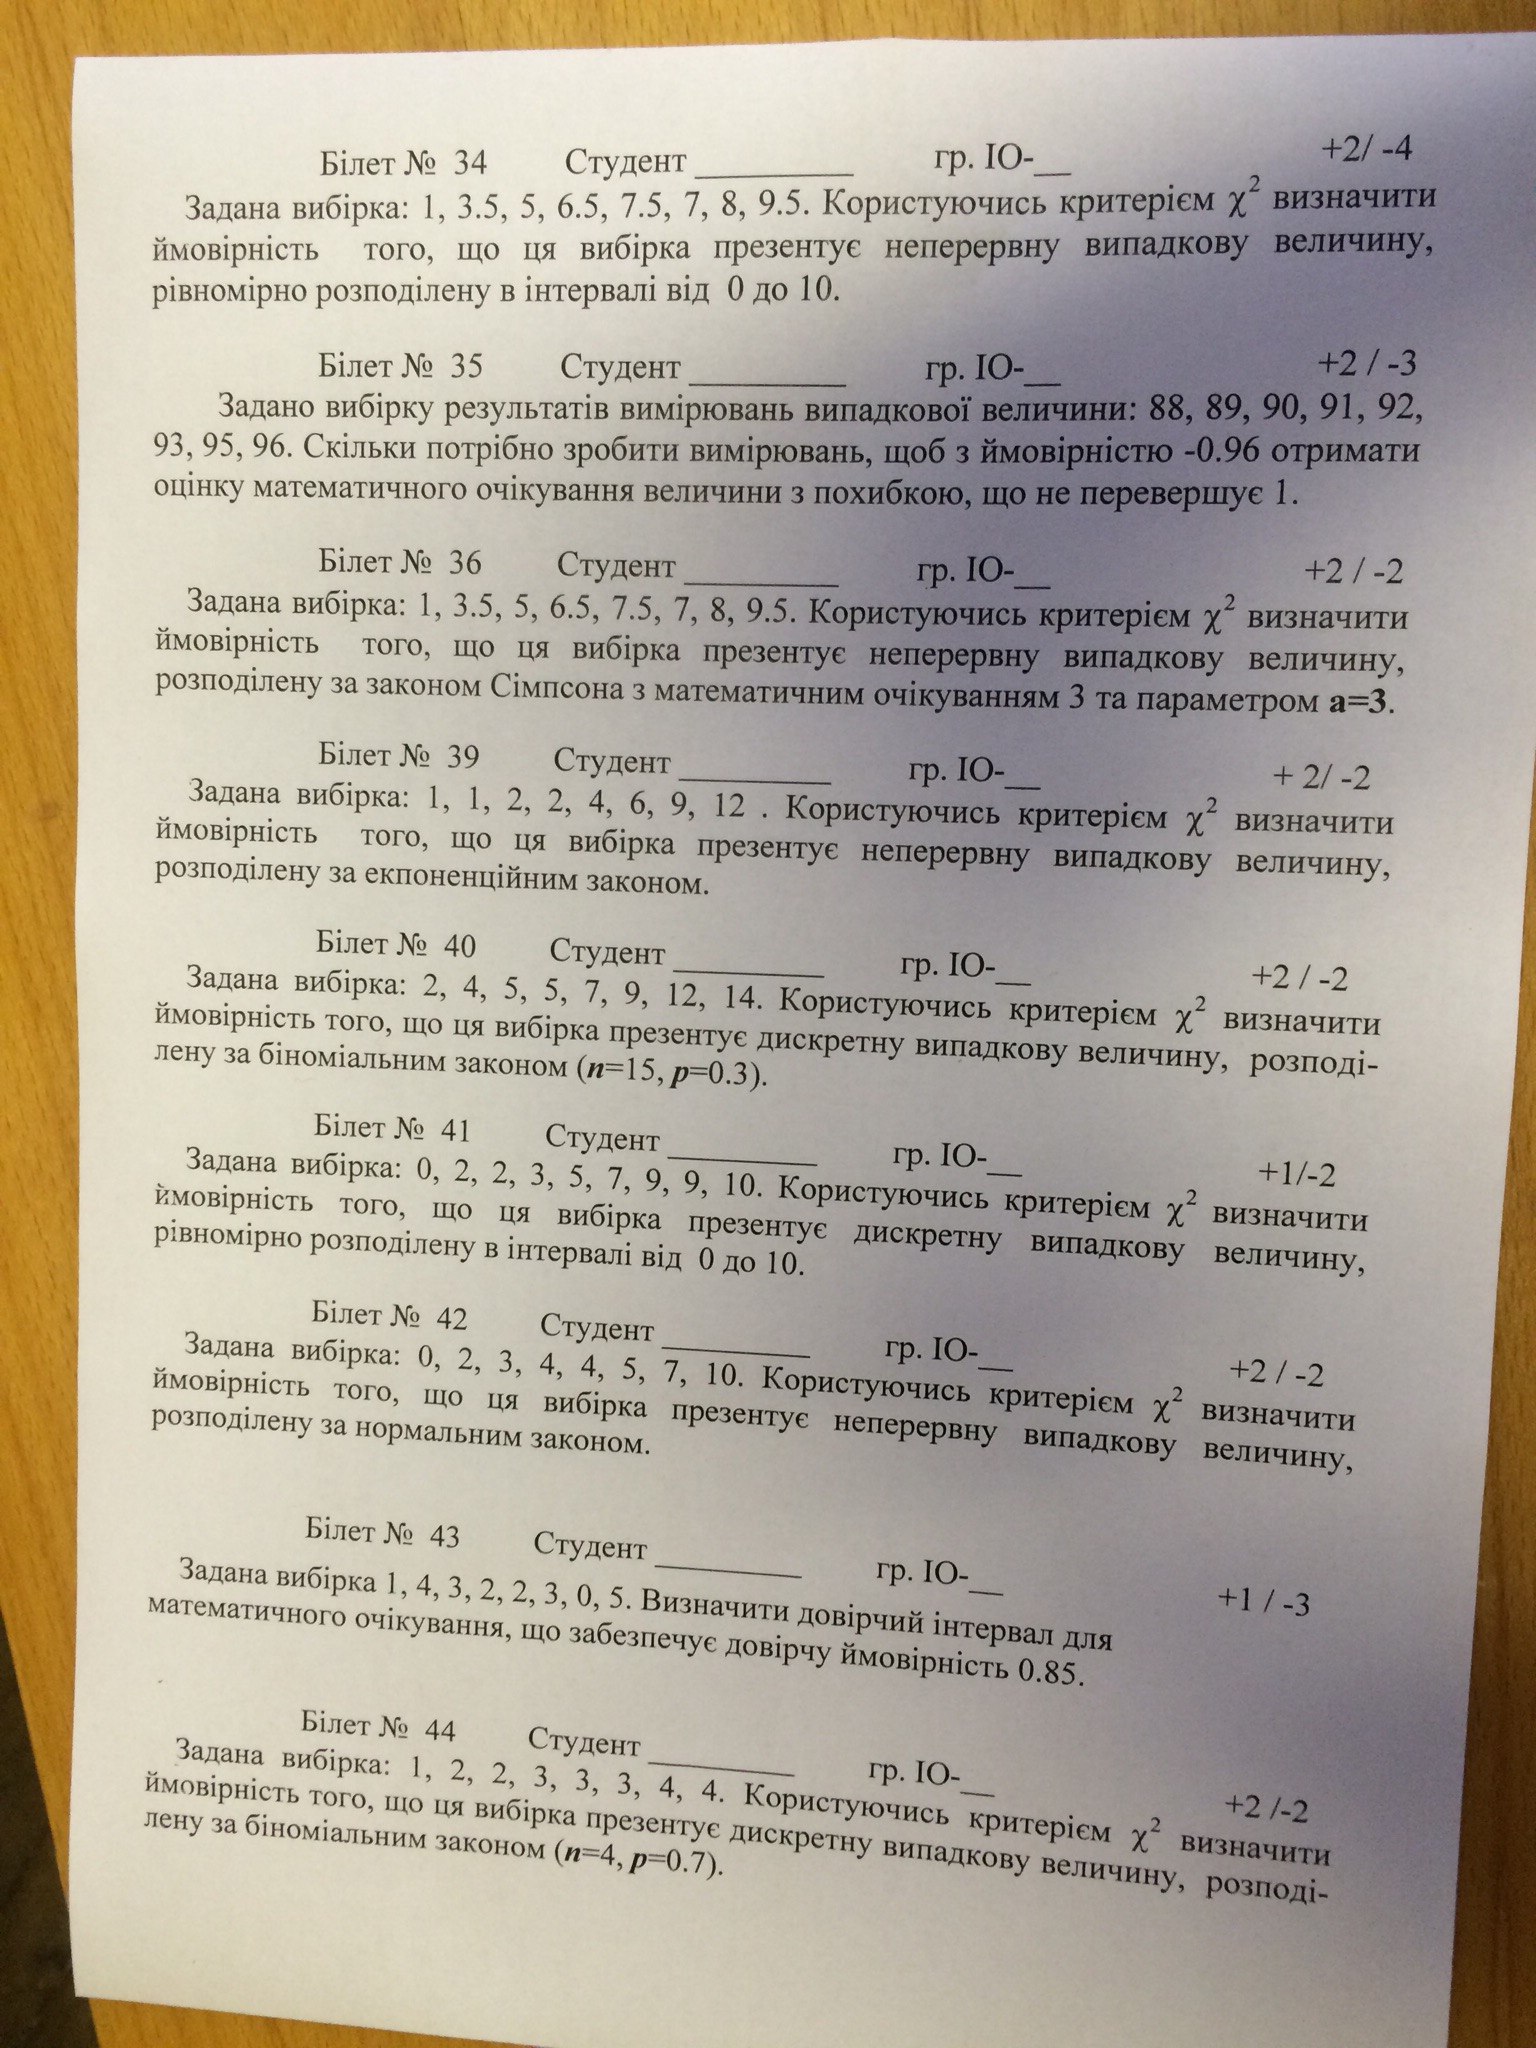 Білет № 34 Студент _________ гр. ІО-__ +2/ -4
Задана вибірка: 1, 3.5, 5, 6.5, 7.5, 7, 8, 9.5. Користуючись критерієм χ² визначити
ймовірність того, що ця вибірка презентує неперервну випадкову величину,
рівномірно розподілену в інтервалі від 0 до 10.
Білет № 35 Студент _________ гр. ІО-__ +2 / -3
Задано вибірку результатів вимірювань випадкової величини: 88, 89, 90, 91, 92,
93, 95, 96. Скільки потрібно зробити вимірювань, щоб з ймовірністю -0.96 отримати
оцінку математичного очікування величини з похибкою, що не перевершує 1.
Білет № 36 Студент _________ гр. ІО-__ +2 / -2
Задана вибірка: 1, 3.5, 5, 6.5, 7.5, 7, 8, 9.5. Користуючись критерієм χ² визначити
ймовірність того, що ця вибірка презентує неперервну випадкову величину,
розподілену за законом Сімпсона з математичним очікуванням 3 та параметром a=3.
Білет № 39 Студент _________ гр. ІО-__ + 2/ -2
Задана вибірка: 1, 1, 2, 2, 4, 6, 9, 12 . Користуючись критерієм χ² визначити
ймовірність того, що ця вибірка презентує неперервну випадкову величину,
розподілену за екпоненційним законом.
Білет № 40 Студент _________ гр. ІО-__ +2 / -2
Задана вибірка: 2, 4, 5, 5, 7, 9, 12, 14. Користуючись критерієм χ² визначити
ймовірність того, що ця вибірка презентує дискретну випадкову величину, розподі-
лену за біноміальним законом (n=15, p=0.3).
Білет № 41 Студент _________ гр. ІО-__ +1/-2
Задана вибірка: 0, 2, 2, 3, 5, 7, 9, 9, 10. Користуючись критерієм χ² визначити
ймовірність того, що ця вибірка презентує дискретну випадкову величину,
рівномірно розподілену в інтервалі від 0 до 10.
Білет № 42 Студент _________ гр. ІО-__ +2 / -2
Задана вибірка: 0, 2, 3, 4, 4, 5, 7, 10. Користуючись критерієм χ² визначити
ймовірність того, що ця вибірка презентує неперервну випадкову величину,
розподілену за нормальним законом.
Білет № 43 Студент _________ гр. ІО-__ +1 / -3
Задана вибірка 1, 4, 3, 2, 2, 3, 0, 5. Визначити довірчий інтервал для
математичного очікування, що забезпечує довірчу ймовірність 0.85.
Білет № 44 Студент _________ гр. ІО-__ +2 /-2
Задана вибірка: 1, 2, 2, 3, 3, 3, 4, 4. Користуючись критерієм χ² визначити
ймовірність того, що ця вибірка презентує дискретну випадкову величину, розподі-
лену за біноміальним законом (n=4, p=0.7).